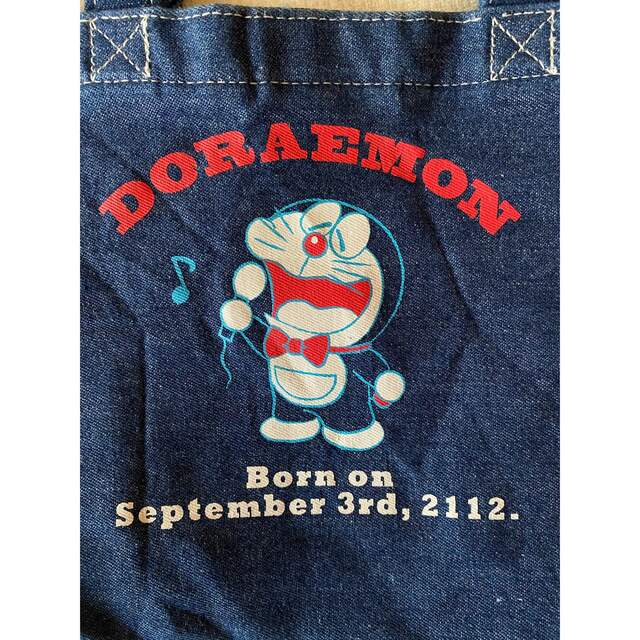 DORAEMON
Born on
September 3rd, 2112.